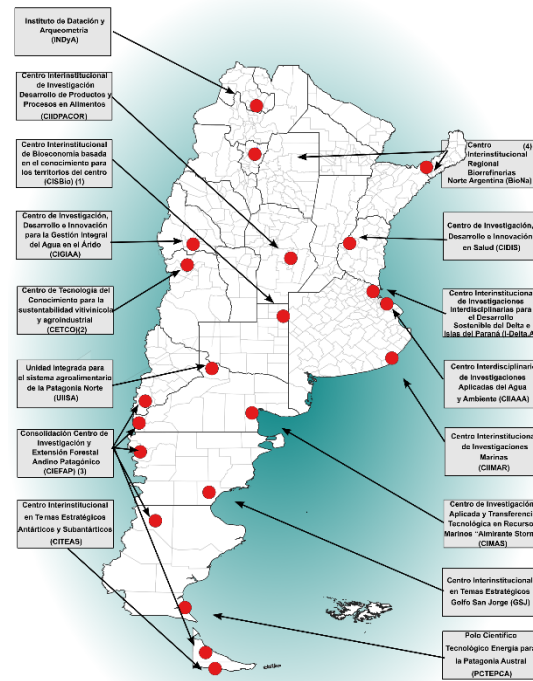 Instituto de Datación y
Arqueometría
(INDyA)
Centro Interinstitucional
de Investigación
Desarrollo de Productos y
Procesos en Alimentos
(CIIDPACOR)
Centro Interinstitucional
de Bioeconomía basada
en el conocimiento para
los territorios del centro
(CISBio) (1)
Centro de Investigación,
Desarrollo e Innovación
para la Gestión Integral
del Agua en el Árido
(CIGIAA)
Centro de Tecnología del
Conocimiento para la
sustentabilidad vitivinícola
y agroindustrial
(CETCO)(2)
Unidad integrada para
el sistema agroalimentario
de la Patagonia Norte
(UIISA)
Consolidación Centro de
Investigación y
Extensión Forestal
Andino Patagónico
(CIEFAP) (3)
Centro Interinstitucional
en Temas Estratégicos
Antárticos y Subantárticos
(CITEAS)
Centro (4)
Interinstitucional
Regional
Biorrefinerias
Norte Argentina (BioNa)
Centro de Investigación,
Desarrollo e Innovación
en Salud (CIDIS)
Centro Interinstituciona
de Investigaciones
Interdisciplinarias para
el Desarrollo
Sostenible del Delta e
Islas del Paraná (I-Delta.A
Centro Interdisciplinario
de Investigaciones
Aplicadas del Agua
y Ambiente (CIIAAA)
Centro Interinstituciona
de Investigaciones
Marinas
(CIIMAR)
Centro de Investigación
Aplicada y Transferencia
Tecnológica en Recurso
Marinos "Almirante Storn
(CIMAS)
Centro Interinstitucional
en Temas Estratégicos
Golfo San Jorge (GSJ)
Polo Científico
Tecnológico Energía para
la Patagonia Austral
(PCTEPCA)